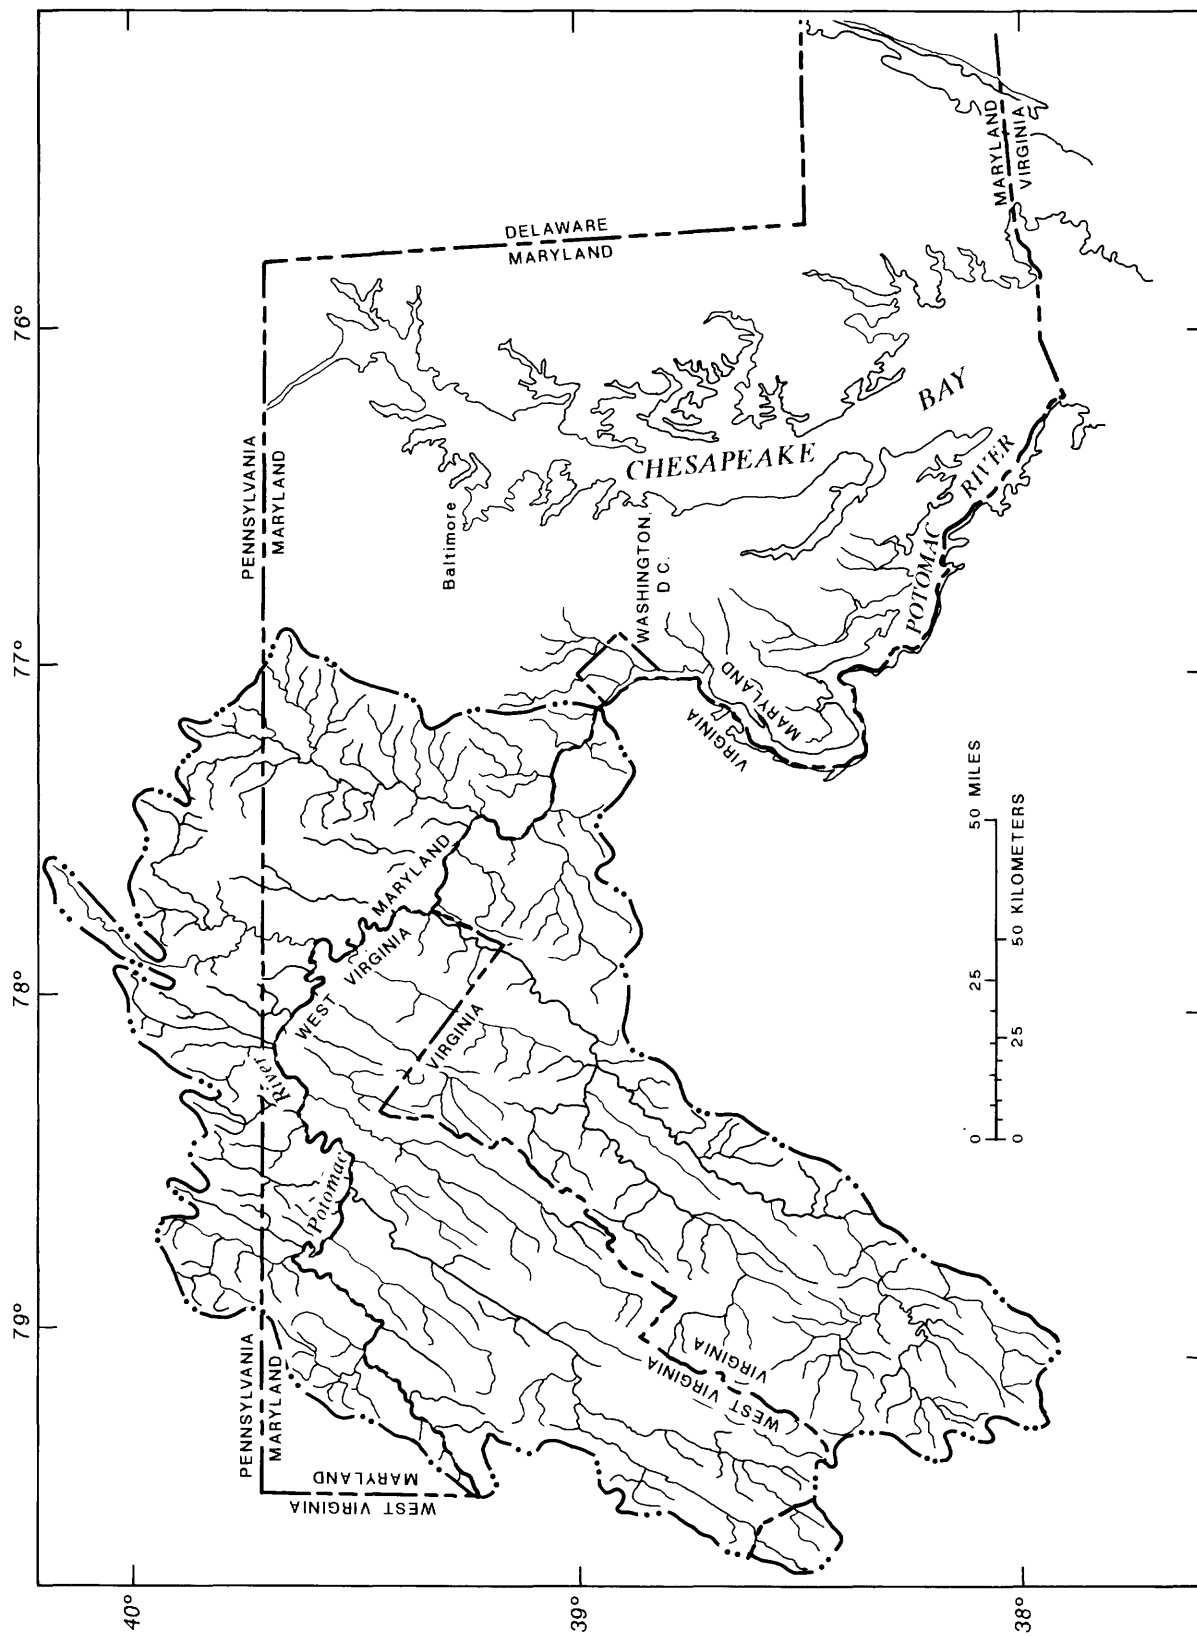 79°
78°
77°
76°
40°
39°
38°
PENNSYLVANIA
MARYLAND
PENNSYLVANIA
MARYLAND
WEST VIRGINIA
MARYLAND
DELAWARE
MARYLAND
Potomac
River
WEST VIRGINIA
MARYLAND
VIRGINIA
WEST VIRGINIA
VIRGINIA
Baltimore
WASHINGTON,
D C.
CHESAPEAKE
BAY
MARYLAND
VIRGINIA
POTOMAC
RIVER
MARYLAND
VIRGINIA
0 25 50 MILES
0 25 50 KILOMETERS